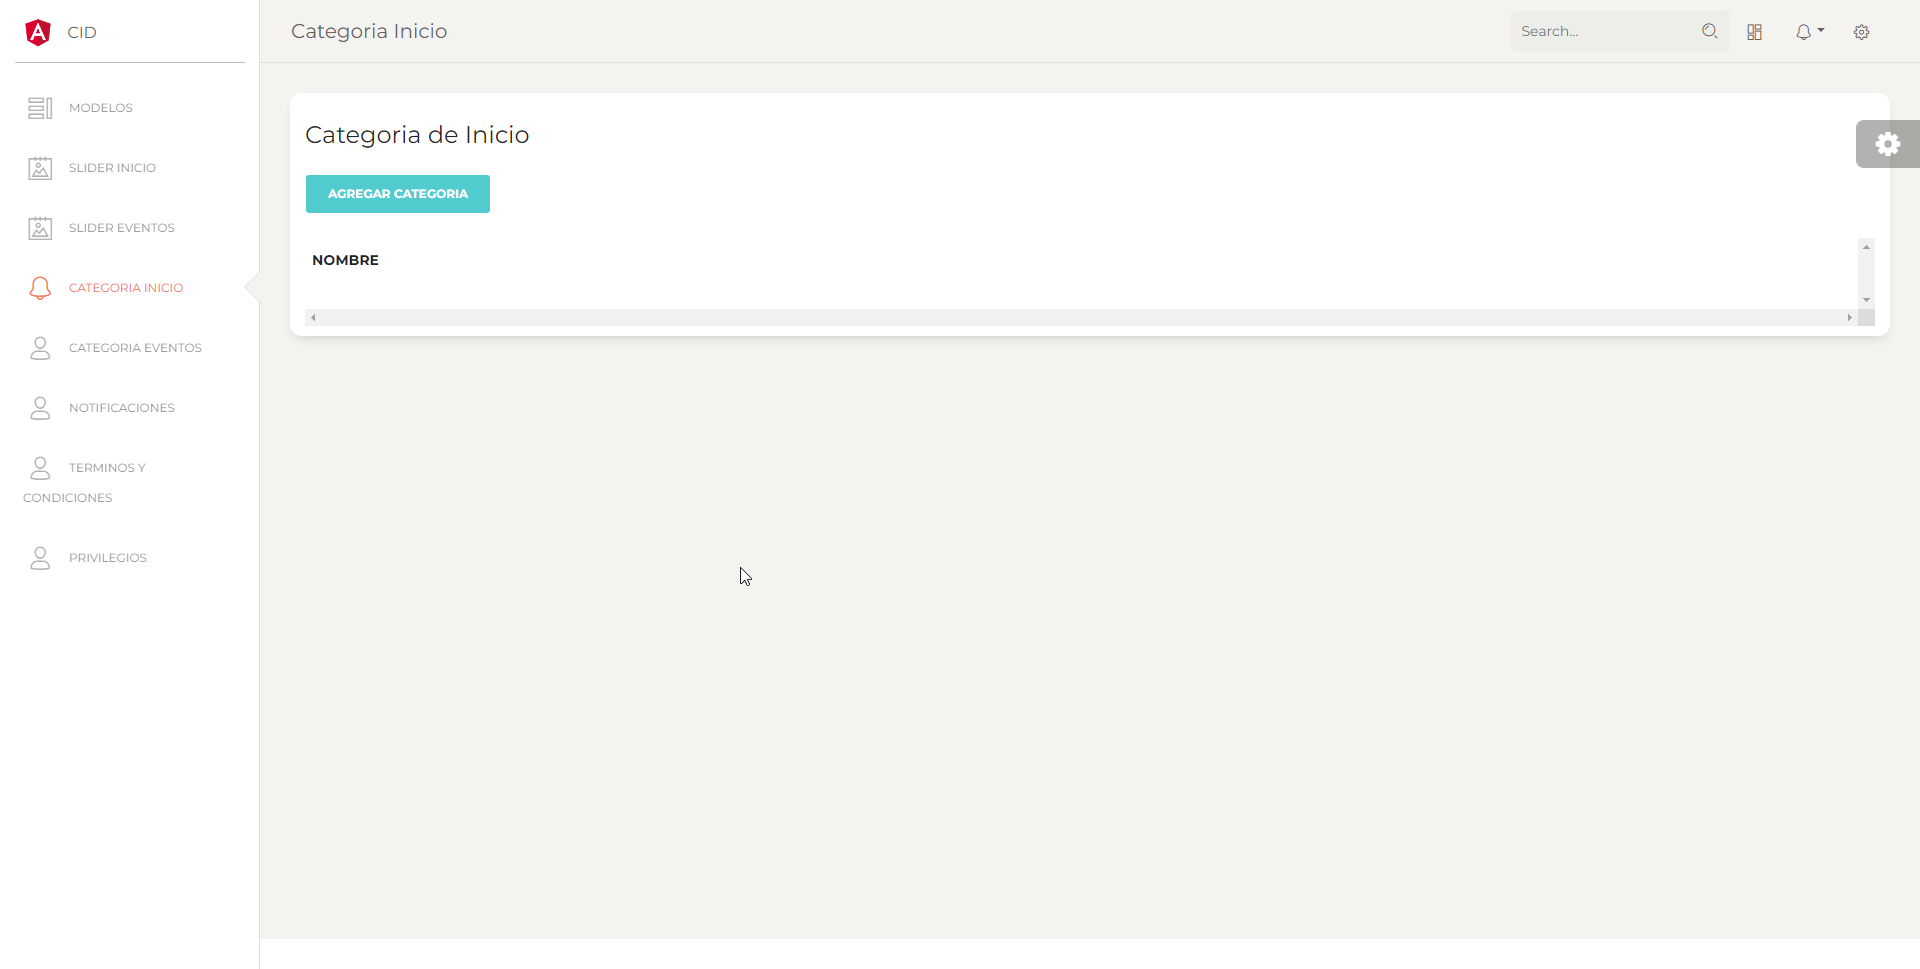 CID
MODELOS
SLIDER INICIO
SLIDER EVENTOS
CATEGORIA INICIO
CATEGORIA EVENTOS
NOTIFICACIONES
TERMINOS Y
CONDICIONES
PRIVILEGIOS
Categoria Inicio
Search...
Categoria de Inicio
AGREGAR CATEGORIA
NOMBRE